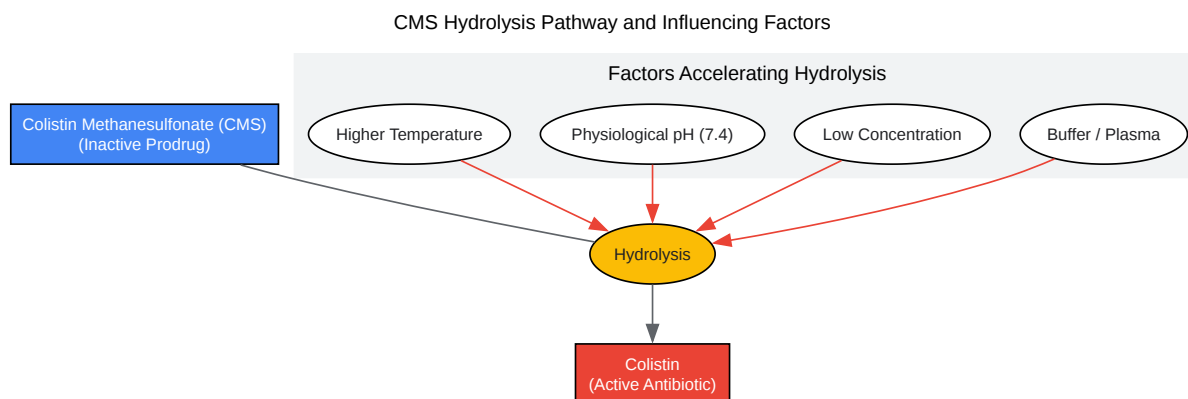 CMS Hydrolysis Pathway and Influencing Factors
Factors Accelerating Hydrolysis
Colistin Methanesulfonate (CMS)
(Inactive Prodrug)
Higher Temperature
Physiological pH (7.4)
Low Concentration
Buffer / Plasma
Hydrolysis
Colistin
(Active Antibiotic)